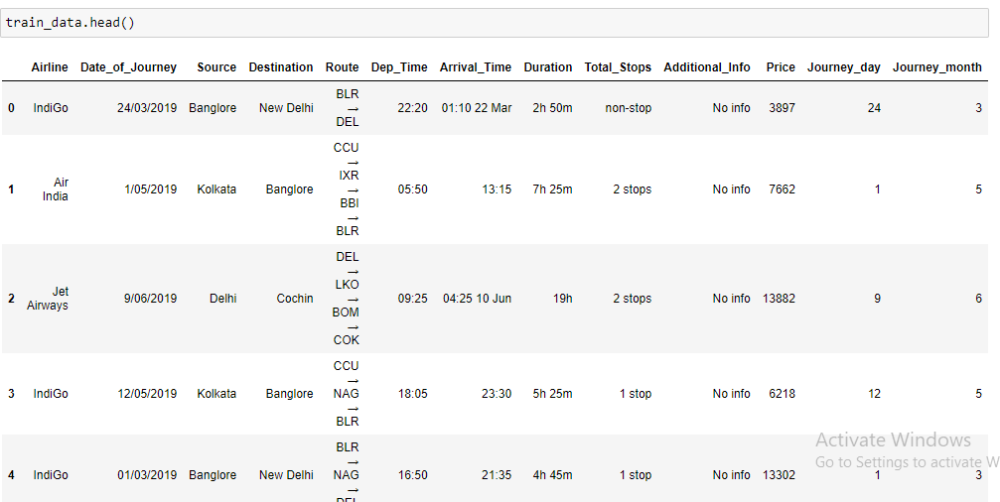 train_data.head()
Airline Date_of_Journey Source Destination Route Dep_Time Arrival_Time Duration Total_Stops Additional_Info Price Journey_day Journey_month
0 IndiGo 24/03/2019 Banglore New Delhi BLR → DEL 22:20 01:10 22 Mar 2h 50m non-stop No info 3897 24 3
1 Air India 1/05/2019 Kolkata Banglore CCU → IXR → BBI → BLR 05:50 13:15 7h 25m 2 stops No info 7662 1 5
2 Jet Airways 9/06/2019 Delhi Cochin DEL → LKO → BOM → COK 09:25 04:25 10 Jun 19h 2 stops No info 13882 9 6
3 IndiGo 12/05/2019 Kolkata Banglore CCU → NAG → BLR 18:05 23:30 5h 25m 1 stop No info 6218 12 5
4 IndiGo 01/03/2019 Banglore New Delhi BLR → NAG → DEL 16:50 21:35 4h 45m 1 stop No info 13302 1 3
Activate Windows
Go to Settings to activate W